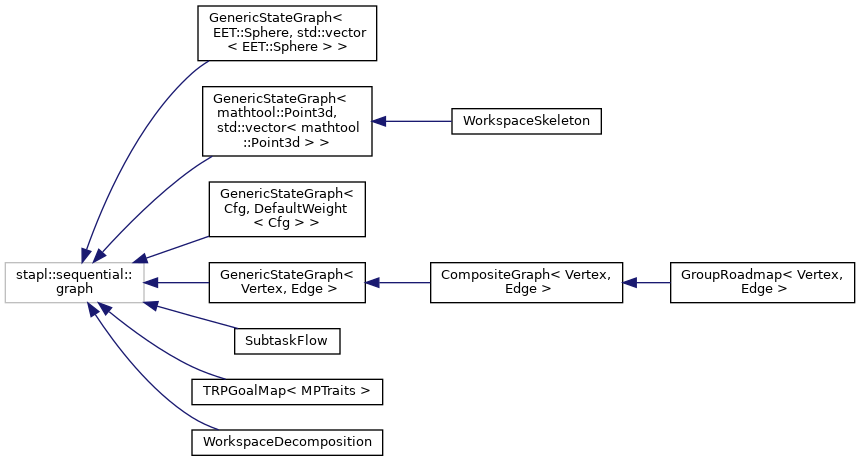 GenericStateGraph<
EET::Sphere, std::vector
< EET::Sphere > >
GenericStateGraph<
mathtool::Point3d,
std::vector< mathtool
::Point3d > >
WorkspaceSkeleton
GenericStateGraph<
Cfg, DefaultWeight
< Cfg > >
stapl::sequential::
graph
GenericStateGraph<
Vertex, Edge >
CompositeGraph< Vertex,
Edge >
GroupRoadmap< Vertex,
Edge >
SubtaskFlow
TRPGoalMap< MPTraits >
WorkspaceDecomposition